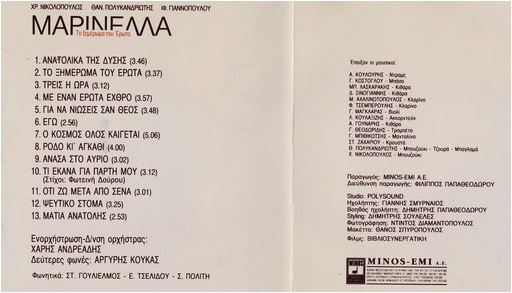 ΧΡ. ΝΙΚΟΛΟΠΟΥΛΟΣ ΘΑΝ. ΠΟΛΥΚΑΝΔΡΙΩΤΗΣ ΙΦ. ΓΙΑΝΝΟΠΟΥΛΟΥ
ΜΑΡΙΝΕΛΛΑ
Το ξημέρωμα του Έρωτα
1. ΑΝΑΤΟΛΙΚΑ ΤΗΣ ΔΥΣΗΣ (3.46)
2. ΤΟ ΞΗΜΕΡΩΜΑ ΤΟΥ ΕΡΩΤΑ (3.37)
3. ΤΡΕΙΣ Η ΩΡΑ (3.12)
4. ΜΕ ΕΝΑΝ ΕΡΩΤΑ ΕΧΘΡΟ (3.57)
5. ΓΙΑ ΝΑ ΝΙΩΣΕΙΣ ΣΑΝ ΘΕΟΣ (3.48)
6. ΕΓΩ (2.56)
7. Ο ΚΟΣΜΟΣ ΟΛΟΣ ΚΑΙΓΕΤΑΙ (5.06)
8. ΡΟΔΟ ΚΙ' ΑΓΚΑΘΙ (4.00)
9. ΑΝΑΣΑ ΣΤΟ ΑΥΡΙΟ (3.02)
10. ΤΙ ΕΚΑΝΑ ΓΙΑ ΠΑΡΤΗ ΜΟΥ (3.12)
(Στίχοι: Φωτεινή Δούρου)
11. ΟΤΙ ΖΩ ΜΕΤΑ ΑΠΟ ΣΕΝΑ (3.01)
12. ΨΕΥΤΙΚΟ ΣΤΟΜΑ (3.25)
13. ΜΑΤΙΑ ΑΝΑΤΟΛΗΣ (2.53)
Ενορχήστρωση-Δ/νση ορχήστρας:
ΧΑΡΗΣ ΑΝΔΡΕΑΔΗΣ
Δεύτερες φωνές: ΑΡΓΥΡΗΣ ΚΟΥΚΑΣ
Φωνητικά: ΣΤ. ΓΟΥΛΙΕΛΜΟΣ - Ε. ΤΣΕΛΙΔΟΥ - Σ. ΠΟΛΙΤΗ
Έπαιξαν οι μουσικοί:
Α. ΚΟΥΛΟΥΡΗΣ - Ντραμς
Γ. ΚΩΣΤΟΓΛΟΥ - Μπάσο
ΜΠ. ΛΑΣΚΑΡΑΚΗΣ - Κιθάρα
Δ. ΣΙΝΟΓΙΑΝΝΗΣ - Κιθάρα
Μ. ΑΧΑΛΙΝΩΤΟΠΟΥΛΟΣ - Κλαρίνο
Φ. ΤΣΕΜΠΕΡΟΥΛΗΣ - Κλαρίνο
Γ. ΜΑΓΚΛΑΡΑΣ - Βιολί
Λ. ΚΟΥΛΑΞΙΖΗΣ - Ακκορντεόν
Α. ΓΟΥΝΑΡΗΣ - Κιθάρα
Γ. ΘΕΟΔΩΡΙΔΗΣ - Τρομπέτα
Γ. ΜΠΙΘΙΚΩΤΣΗΣ - Μαντολίνο
ΣΤ. ΖΑΧΑΡΙΟΥ - Κρουστά
Θ. ΠΟΛΥΚΑΝΔΡΙΩΤΗΣ - Μπουζούκι - Τζουρά - Μπαγλαμά
Χ. ΝΙΚΟΛΟΠΟΥΛΟΣ - Μπουζούκι
Παραγωγός: MINOS-EMI A.E.
Διεύθυνση παραγωγής: ΦΙΛΙΠΠΟΣ ΠΑΠΑΘΕΟΔΩΡΟΥ
Studio: POLYSOUND
Ηχολήπτης: ΓΙΑΝΝΗΣ ΣΜΥΡΝΑΙΟΣ
Βοηθός ηχολήπτη: ΔΗΜΗΤΡΗΣ ΠΑΠΑΘΕΟΔΩΡΟΥ
Styling: ΔΗΜΗΤΡΗΣ ΣΟΥΛΕΛΕΣ
Φωτογράφηση: ΝΤΙΝΤΟΣ ΔΙΑΜΑΝΤΟΠΟΥΛΟΣ
Μακέττα: ΘΑΝΟΣ ΣΠΥΡΟΠΟΥΛΟΣ
Φιλμς: ΒΙΒΛΙΟΣΥΝΕΡΓΑΤΙΚΗ
MINOS-EMI A.E.